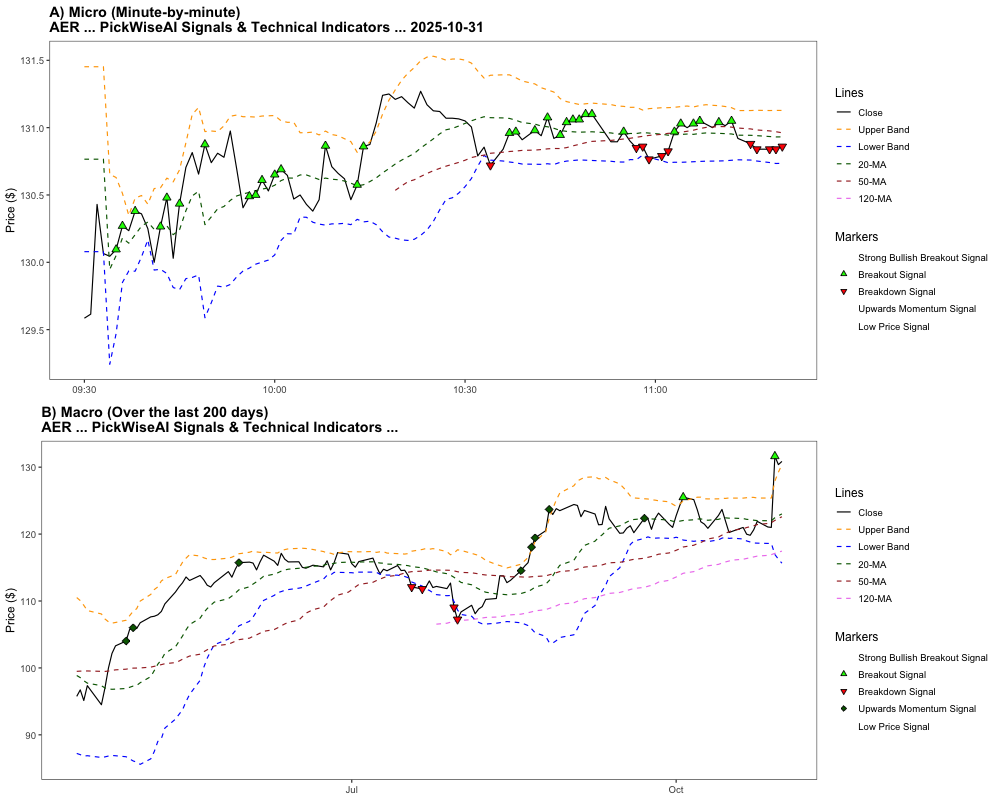 A) Micro (Minute-by-minute)
AER ... PickWiseAI Signals & Technical Indicators ... 2025-10-31
Price ($)
131.5
131.0
130.5
130.0
129.5
09:30
10:00
10:30
11:00
Lines
Close
Upper Band
Lower Band
20-MA
50-MA
120-MA
Markers
Strong Bullish Breakout Signal
Breakout Signal
Breakdown Signal
Upwards Momentum Signal
Low Price Signal
B) Macro (Over the last 200 days)
AER ... PickWiseAI Signals & Technical Indicators ...
Price ($)
130
120
110
100
90
Jul
Oct
Lines
Close
Upper Band
Lower Band
20-MA
50-MA
120-MA
Markers
Strong Bullish Breakout Signal
Breakout Signal
Breakdown Signal
Upwards Momentum Signal
Low Price Signal